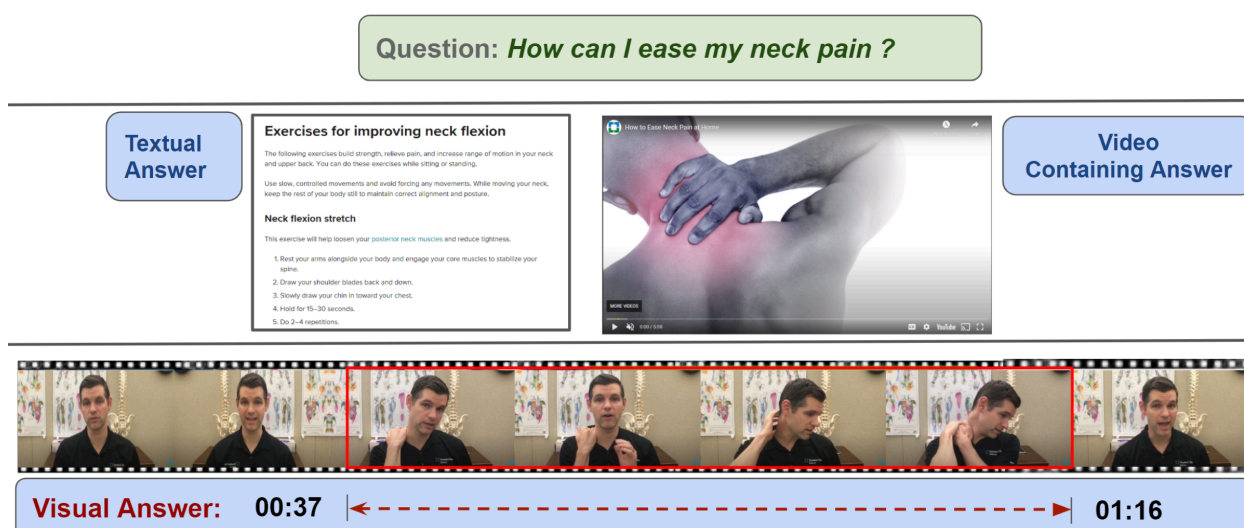 Question: How can I ease my neck pain ?
Textual
Answer
Exercises for improving neck flexion
The following exercises build strength, relieve pain, and increase range of motion in your neck
and upper back. You can do these exercises while sitting or standing.
Use slow, controlled movements and avoid forcing any movements. While moving your neck,
keep the rest of your body still to maintain correct alignment and posture.
Neck flexion stretch
This exercise will help loosen your posterior neck muscles and reduce tightness.
1. Rest your arms alongside your body and engage your core muscles to stabilize your
spine.
2. Draw your shoulder blades back and down.
3. Slowly draw your chin in toward your chest.
4. Hold for 15–30 seconds.
5. Do 2–4 repetitions.
How to Ease Neck Pain at Home
MORE VIDEOS
YouTube
Video
Containing Answer
Visual Answer: 00:37 01:16